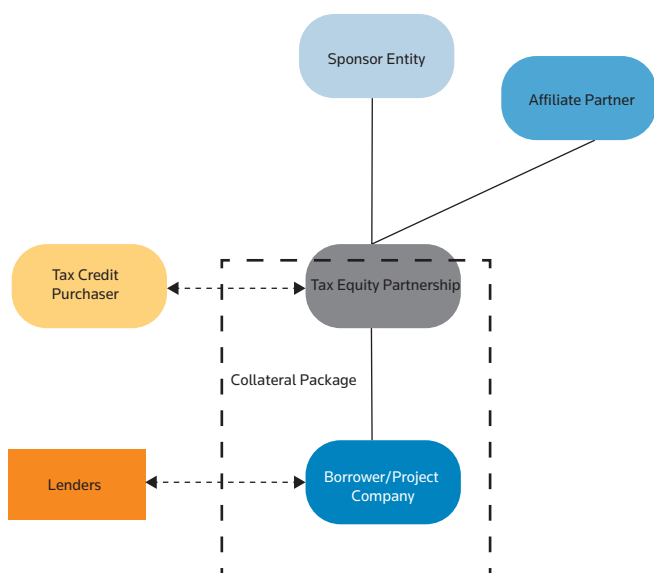 Sponsor Entity
Affiliate Partner
Tax Credit
Purchaser
Tax Equity Partnership
Collateral Package
Lenders
Borrower/Project
Company